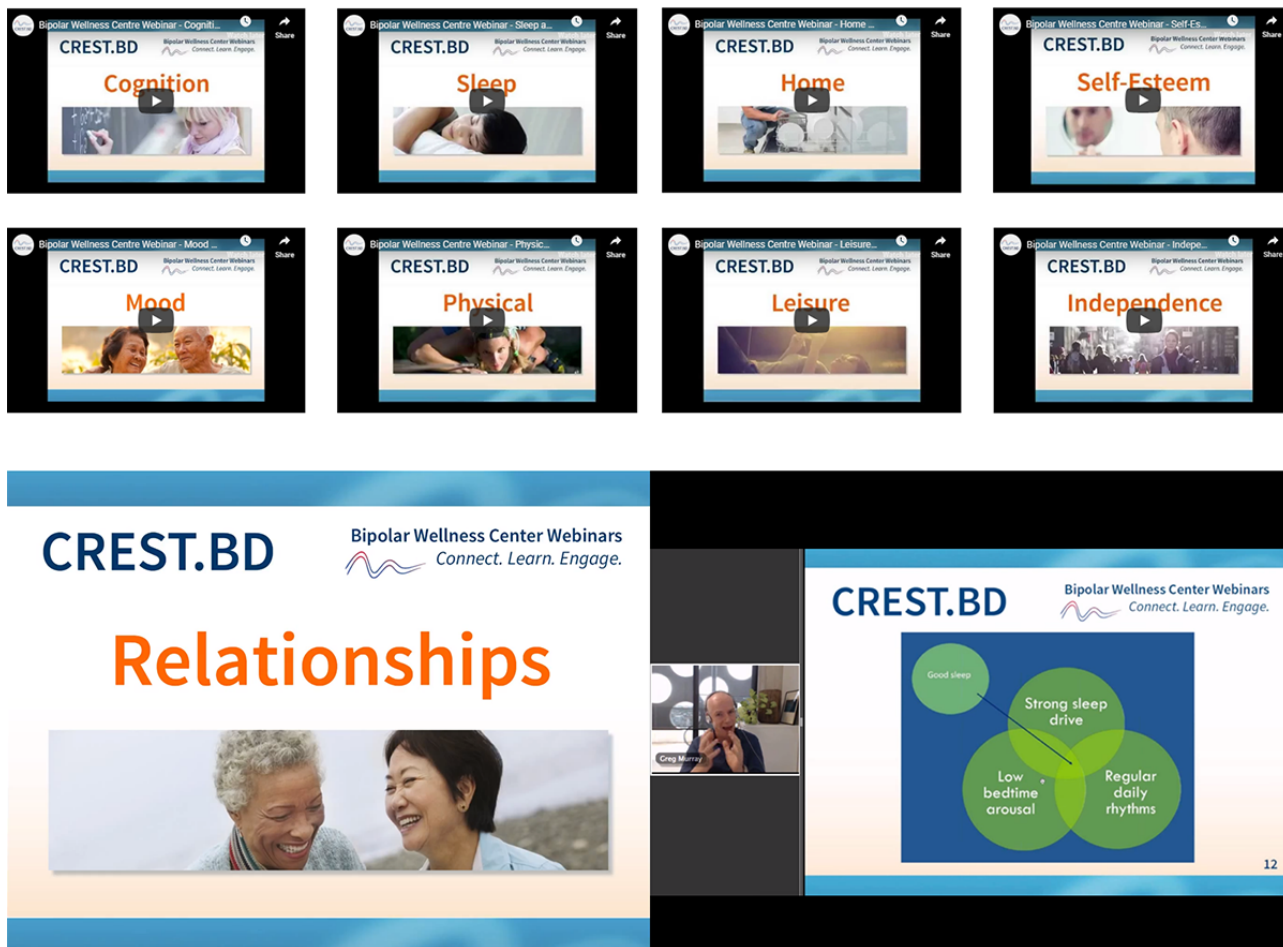 Bipolar Wellness Centre Webinar - Cogniti...
Share
CREST.BD
Bipolar Wellness Centre Webinars
Connect. Learn. Engage.
Cognition
Bipolar Wellness Centre Webinar - Sleep a...
Share
CREST.BD
Bipolar Wellness Centre Webinars
Connect. Learn. Engage.
Sleep
Bipolar Wellness Centre Webinar - Home ...
Share
CREST.BD
Bipolar Wellness Centre Webinars
Connect. Learn. Engage.
Home
Bipolar Wellness Centre Webinar - Self-Es...
Share
CREST.BD
Bipolar Wellness Centre Webinars
Connect. Learn. Engage.
Self-Esteem
Bipolar Wellness Centre Webinar - Mood ...
Share
CREST.BD
Bipolar Wellness Centre Webinars
Connect. Learn. Engage.
Mood
Bipolar Wellness Centre Webinar - Physic...
Share
CREST.BD
Bipolar Wellness Centre Webinars
Connect. Learn. Engage.
Physical
Bipolar Wellness Centre Webinar - Leisure...
Share
CREST.BD
Bipolar Wellness Centre Webinars
Connect. Learn. Engage.
Leisure
Bipolar Wellness Centre Webinar - Indepe...
Share
CREST.BD
Bipolar Wellness Centre Webinars
Connect. Learn. Engage.
Independence
CREST.BD
Bipolar Wellness Center Webinars
Connect. Learn. Engage.
Relationships
Greg Murray
CREST.BD
Bipolar Wellness Center Webinars
Connect. Learn. Engage.
Good sleep
Strong sleep
drive
Low
bedtime
arousal
Regular
daily
rhythms
12